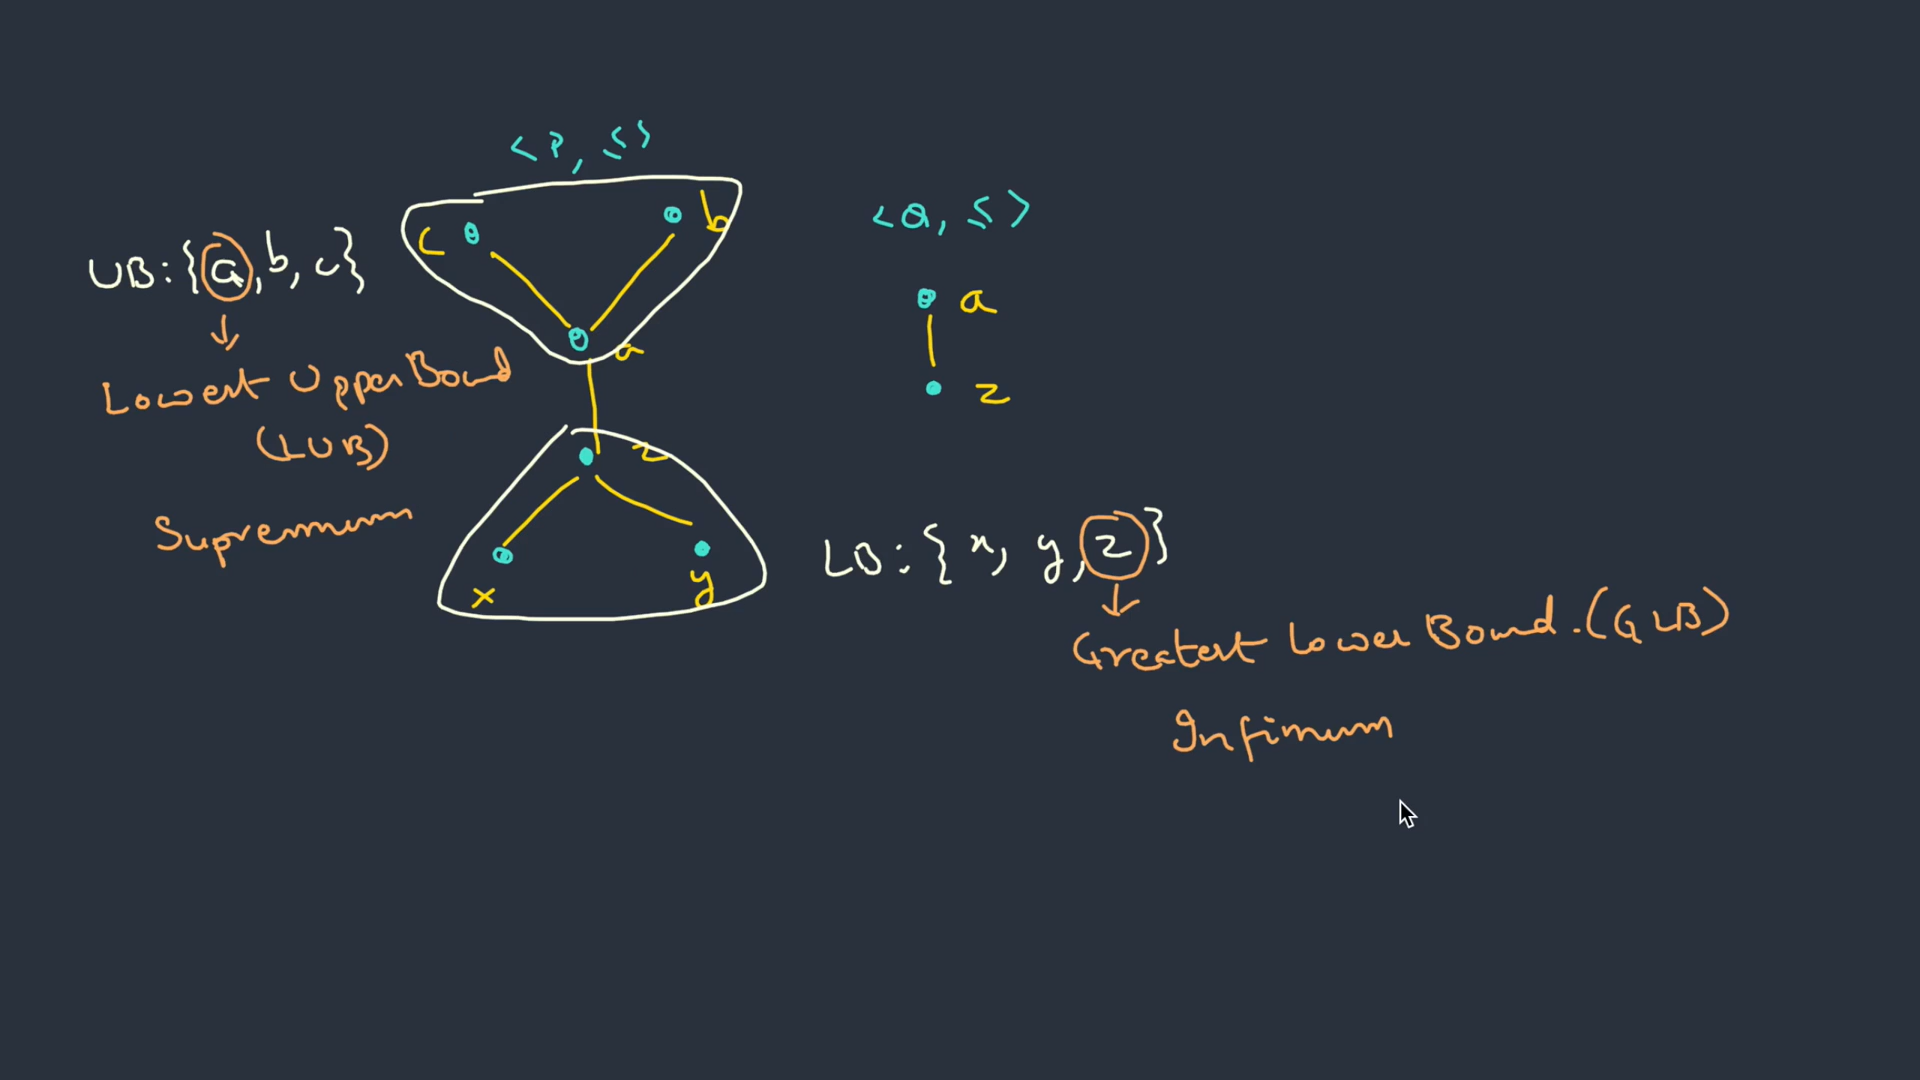 <P, ≤>
c
b
<Q, ≤>
UB: {a, b, c}
a
a
Lowest Upper Bound
z
(LUB)
z
Supremum
LB: {x, y, z}
x
y
Greatest Lower Bound. (GLB)
Infimum